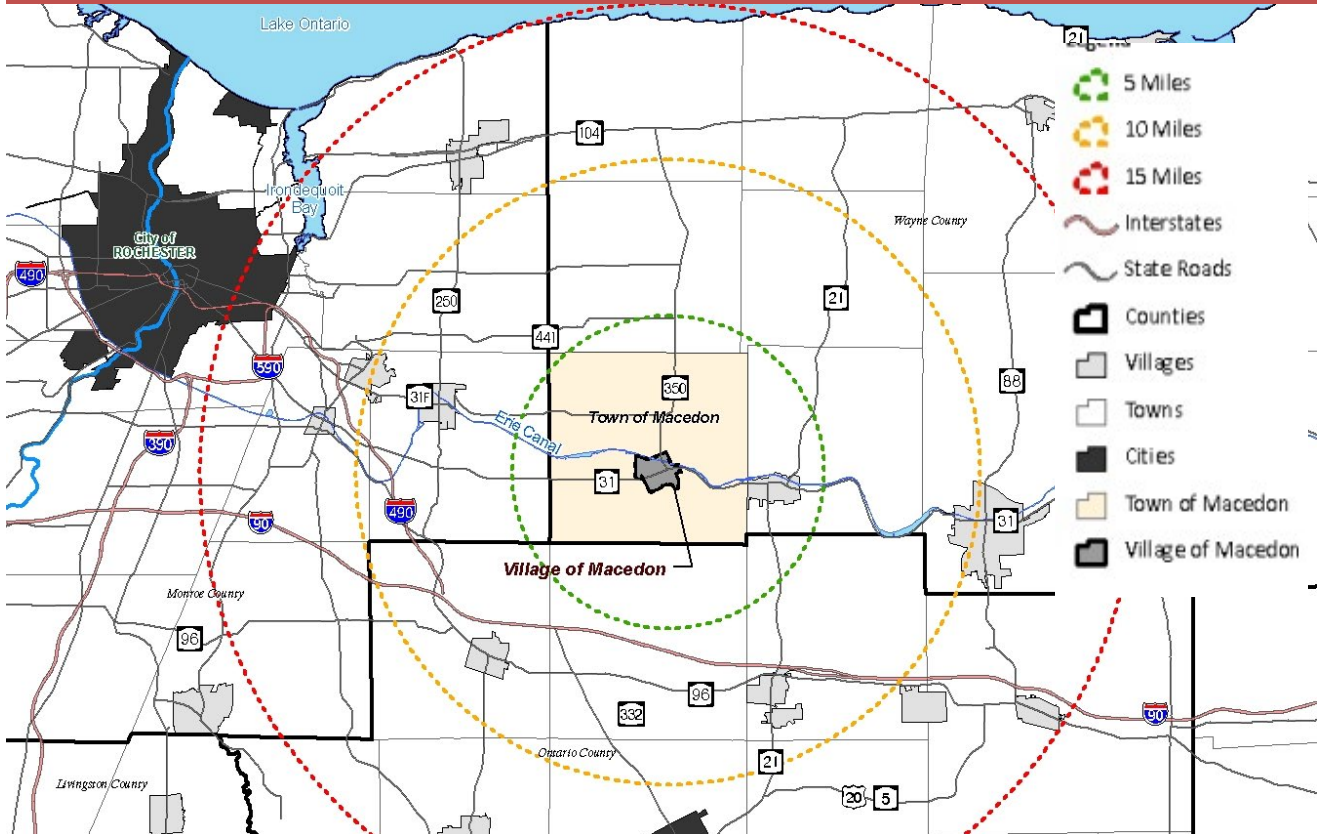 Lake Ontario
21
Legend
5 Miles
10 Miles
15 Miles
Interstates
State Roads
Counties
Villages
Towns
Cities
Town of Macedon
Village of Macedon
104
Irondequoit
Bay
Wayne County
City of
ROCHESTER
490
250
21
441
590
350
88
31F
Town of Macedon
Erie Canal
390
31
490
90
31
Village of Macedon
Monroe County
96
96
332
90
Ontario County
21
Livingston County
20
5